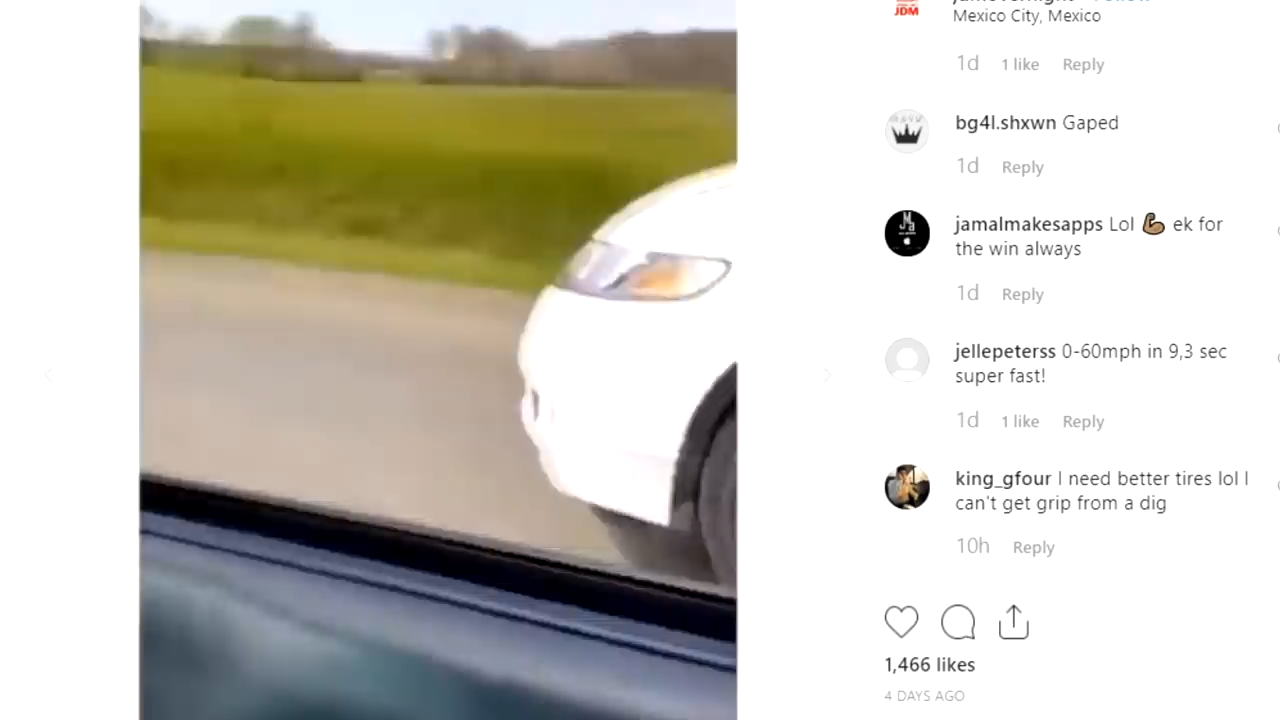 JDM
Mexico City, Mexico
1d 1 like Reply
bg4l.shxwn Gaped
1d Reply
jamalmakesapps Lol 💪🏽 ek for
the win always
1d Reply
jellepeterss 0-60mph in 9,3 sec
super fast!
1d 1 like Reply
king_gfour I need better tires lol I
can't get grip from a dig
10h Reply
1,466 likes
4 DAYS AGO